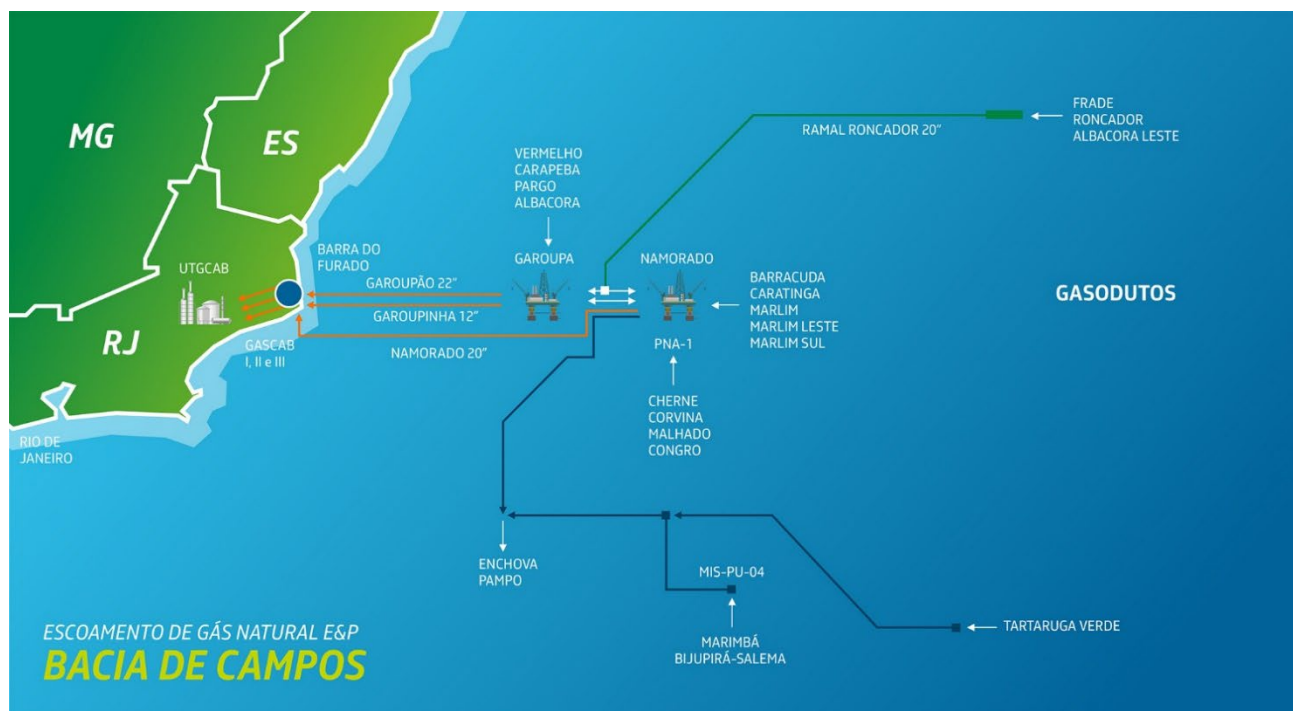 MG
ES
RJ
UTGCAB
BARRA DO
FURADO
GASCAB
I, II e III
RIO DE
JANEIRO
GAROUPÃO 22”
GAROUPINHA 12”
NAMORADO 20”
VERMELHO
CARAPEBA
PARGO
ALBACORA
GAROUPA
NAMORADO
PNA-1
RAMAL RONCADOR 20”
FRADE
RONCADOR
ALBACORA LESTE
BARRACUDA
CARATINGA
MARLIM
MARLIM LESTE
MARLIM SUL
GASODUTOS
CHERNE
CORVINA
MALHADO
CONGRO
ENCHOVA
PAMPO
MIS-PU-04
MARIMBÁ
BIJUPIRÁ-SALEMA
TARTARUGA VERDE
ESCOAMENTO DE GÁS NATURAL E&P
BACIA DE CAMPOS